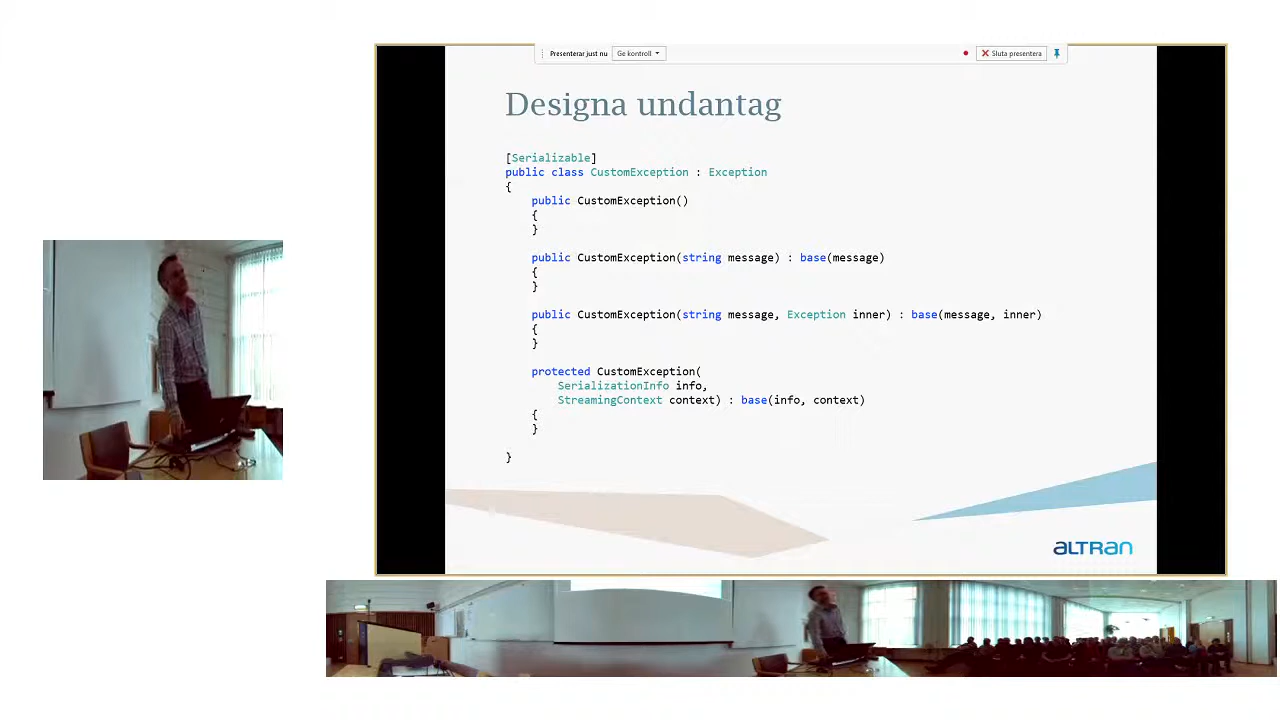 Presenterar just nu
Ge kontroll
Sluta presentera
Designa undantag
[Serializable]
public class CustomException : Exception
{
public CustomException()
{
}
public CustomException(string message) : base(message)
{
}
public CustomException(string message, Exception inner) : base(message, inner)
{
}
protected CustomException(
SerializationInfo info,
StreamingContext context) : base(info, context)
{
}
}
ALTRAN